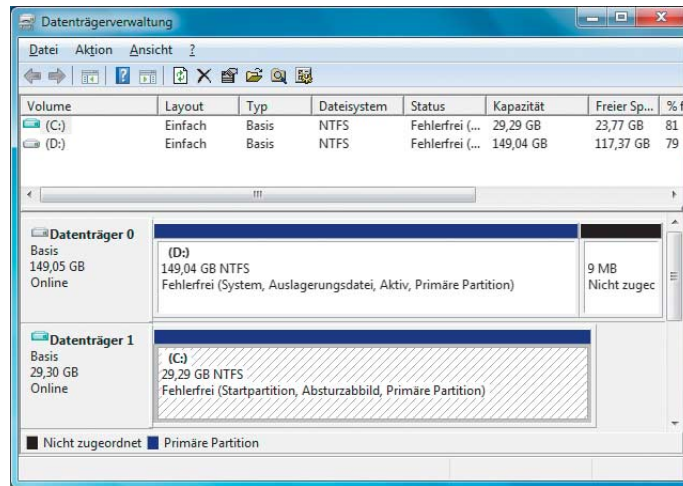 Datenträgerverwaltung
Datei Aktion Ansicht ?
Volume Layout Typ Dateisystem Status Kapazität Freier Sp... % f
(C:) Einfach Basis NTFS Fehlerfrei (... 29,29 GB 23,77 GB 81
(D:) Einfach Basis NTFS Fehlerfrei (... 149,04 GB 117,37 GB 79
Datenträger 0
Basis
149,05 GB
Online
(D:)
149,04 GB NTFS
Fehlerfrei (System, Auslagerungsdatei, Aktiv, Primäre Partition)
9 MB
Nicht zugec
Datenträger 1
Basis
29,30 GB
Online
(C:)
29,29 GB NTFS
Fehlerfrei (Startpartition, Absturzabbild, Primäre Partition)
Nicht zugeordnet Primäre Partition